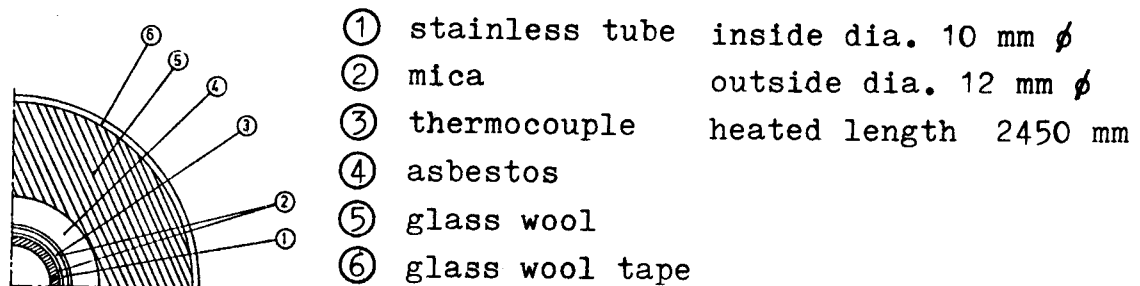 ① stainless tube inside dia. 10 mm ϕ
② mica outside dia. 12 mm ϕ
③ thermocouple heated length 2450 mm
④ asbestos
⑤ glass wool
⑥ glass wool tape
⑥
⑤
④
③
②
①